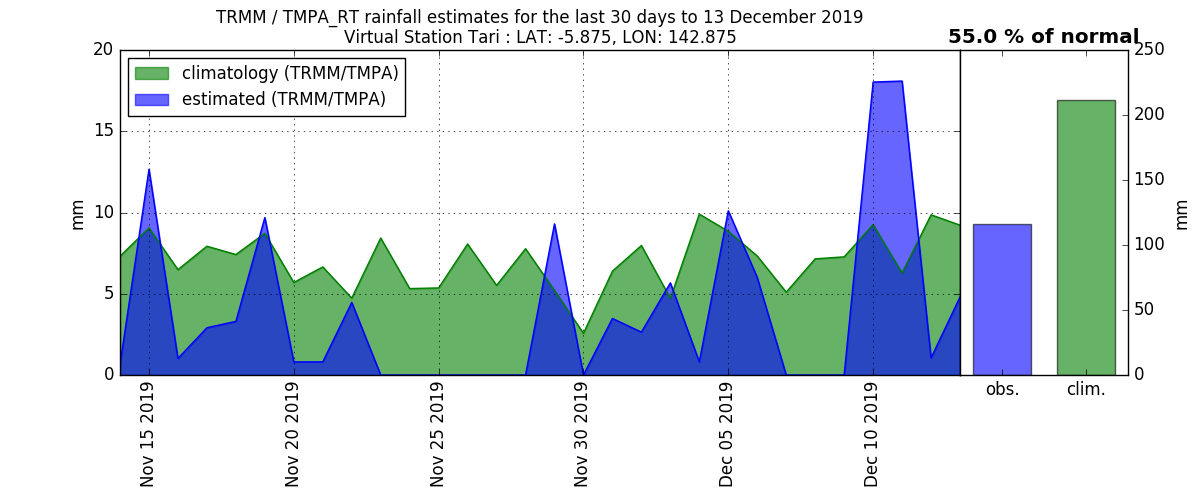 TRMM / TMPA_RT rainfall estimates for the last 30 days to 13 December 2019
Virtual Station Tari : LAT: -5.875, LON: 142.875
55.0 % of normal
climatology (TRMM/TMPA)
estimated (TRMM/TMPA)
mm
20
15
10
5
0
Nov 15 2019
Nov 20 2019
Nov 25 2019
Nov 30 2019
Dec 05 2019
Dec 10 2019
obs.
clim.
250
200
150
100
50
0
mm